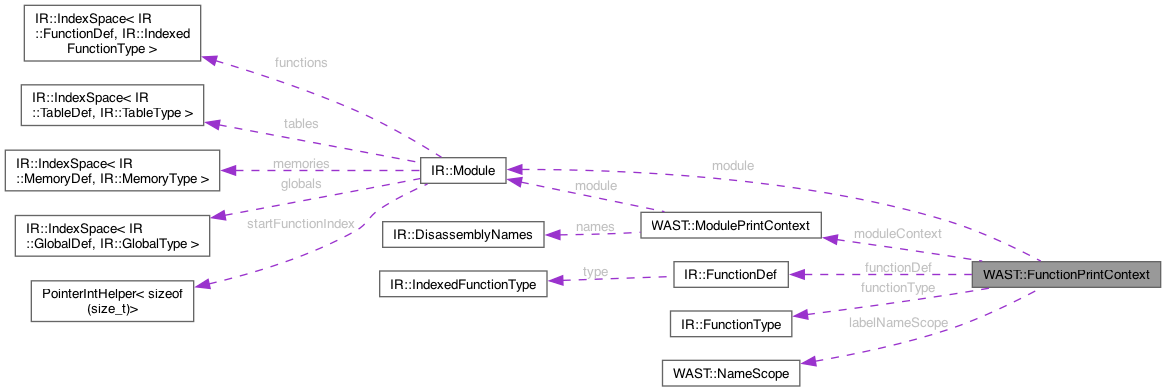 IR::IndexSpace< IR
::FunctionDef, IR::Indexed
FunctionType >
functions
IR::IndexSpace< IR
::TableDef, IR::TableType >
tables
IR::IndexSpace< IR
::MemoryDef, IR::MemoryType >
memories
IR::Module
module
module
globals
IR::IndexSpace< IR
::GlobalDef, IR::GlobalType >
startFunctionIndex
IR::DisassemblyNames
names
WAST::ModulePrintContext
moduleContext
PointerIntHelper< sizeof
(size_t)>
IR::IndexedFunctionType
type
IR::FunctionDef
functionDef
WAST::FunctionPrintContext
functionType
IR::FunctionType
labelNameScope
WAST::NameScope